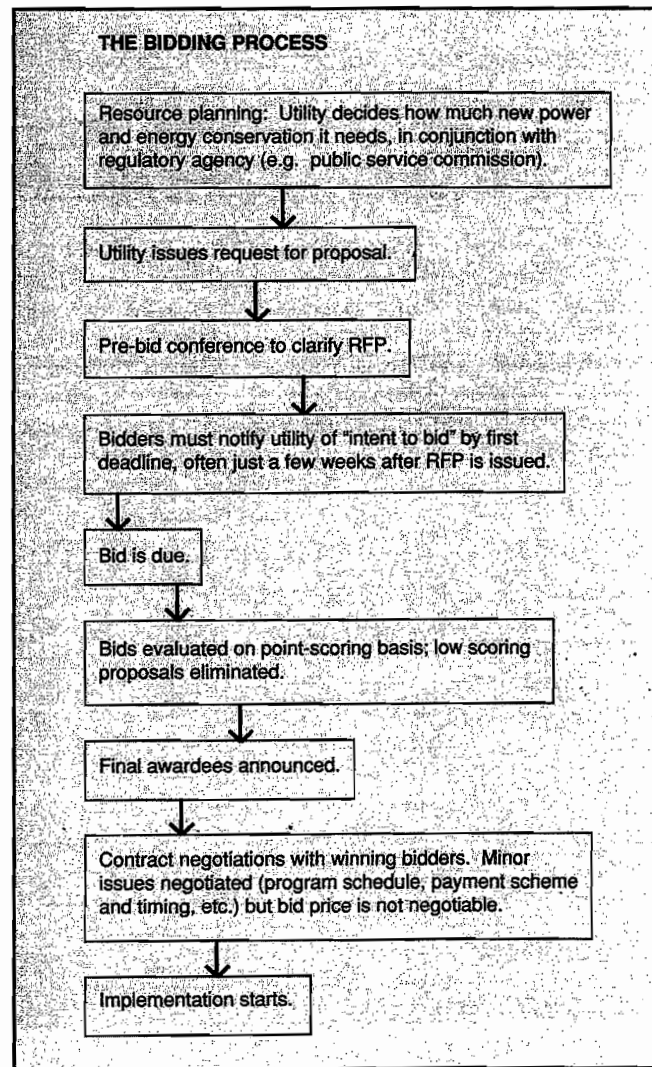 THE BIDDING PROCESS
Resource planning: Utility decides how much new power
and energy conservation it needs, in conjunction with
regulatory agency (e.g. public service commission).
Utility issues request for proposal.
Pre-bid conference to clarify RFP.
Bidders must notify utility of "intent to bid" by first
deadline, often just a few weeks after RFP is issued.
Bid is due.
Bids evaluated on point-scoring basis; low scoring
proposals eliminated.
Final awardees announced.
Contract negotiations with winning bidders. Minor
issues negotiated (program schedule, payment scheme
and timing, etc.) but bid price is not negotiable.
Implementation starts.